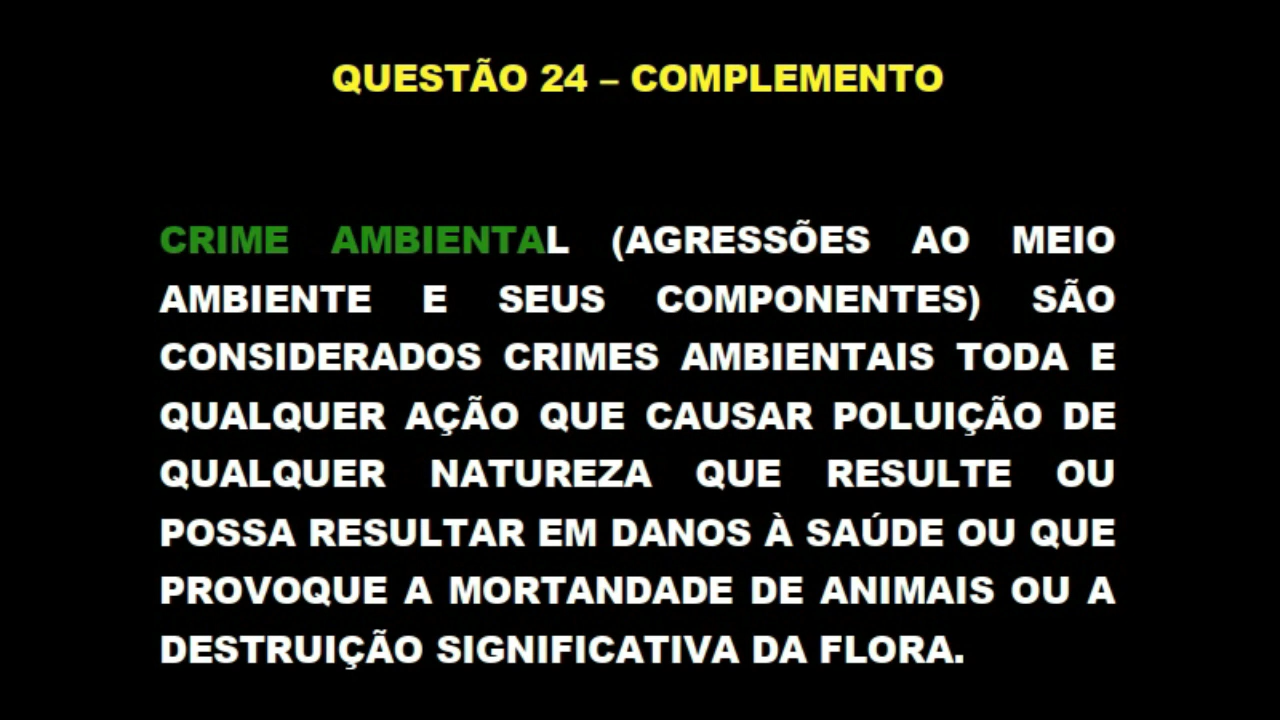 QUESTÃO 24 – COMPLEMENTO
CRIME AMBIENTAL (AGRESSÕES AO MEIO
AMBIENTE E SEUS COMPONENTES) SÃO
CONSIDERADOS CRIMES AMBIENTAIS TODA E
QUALQUER AÇÃO QUE CAUSAR POLUIÇÃO DE
QUALQUER NATUREZA QUE RESULTE OU
POSSA RESULTAR EM DANOS À SAÚDE OU QUE
PROVOQUE A MORTANDADE DE ANIMAIS OU A
DESTRUIÇÃO SIGNIFICATIVA DA FLORA.